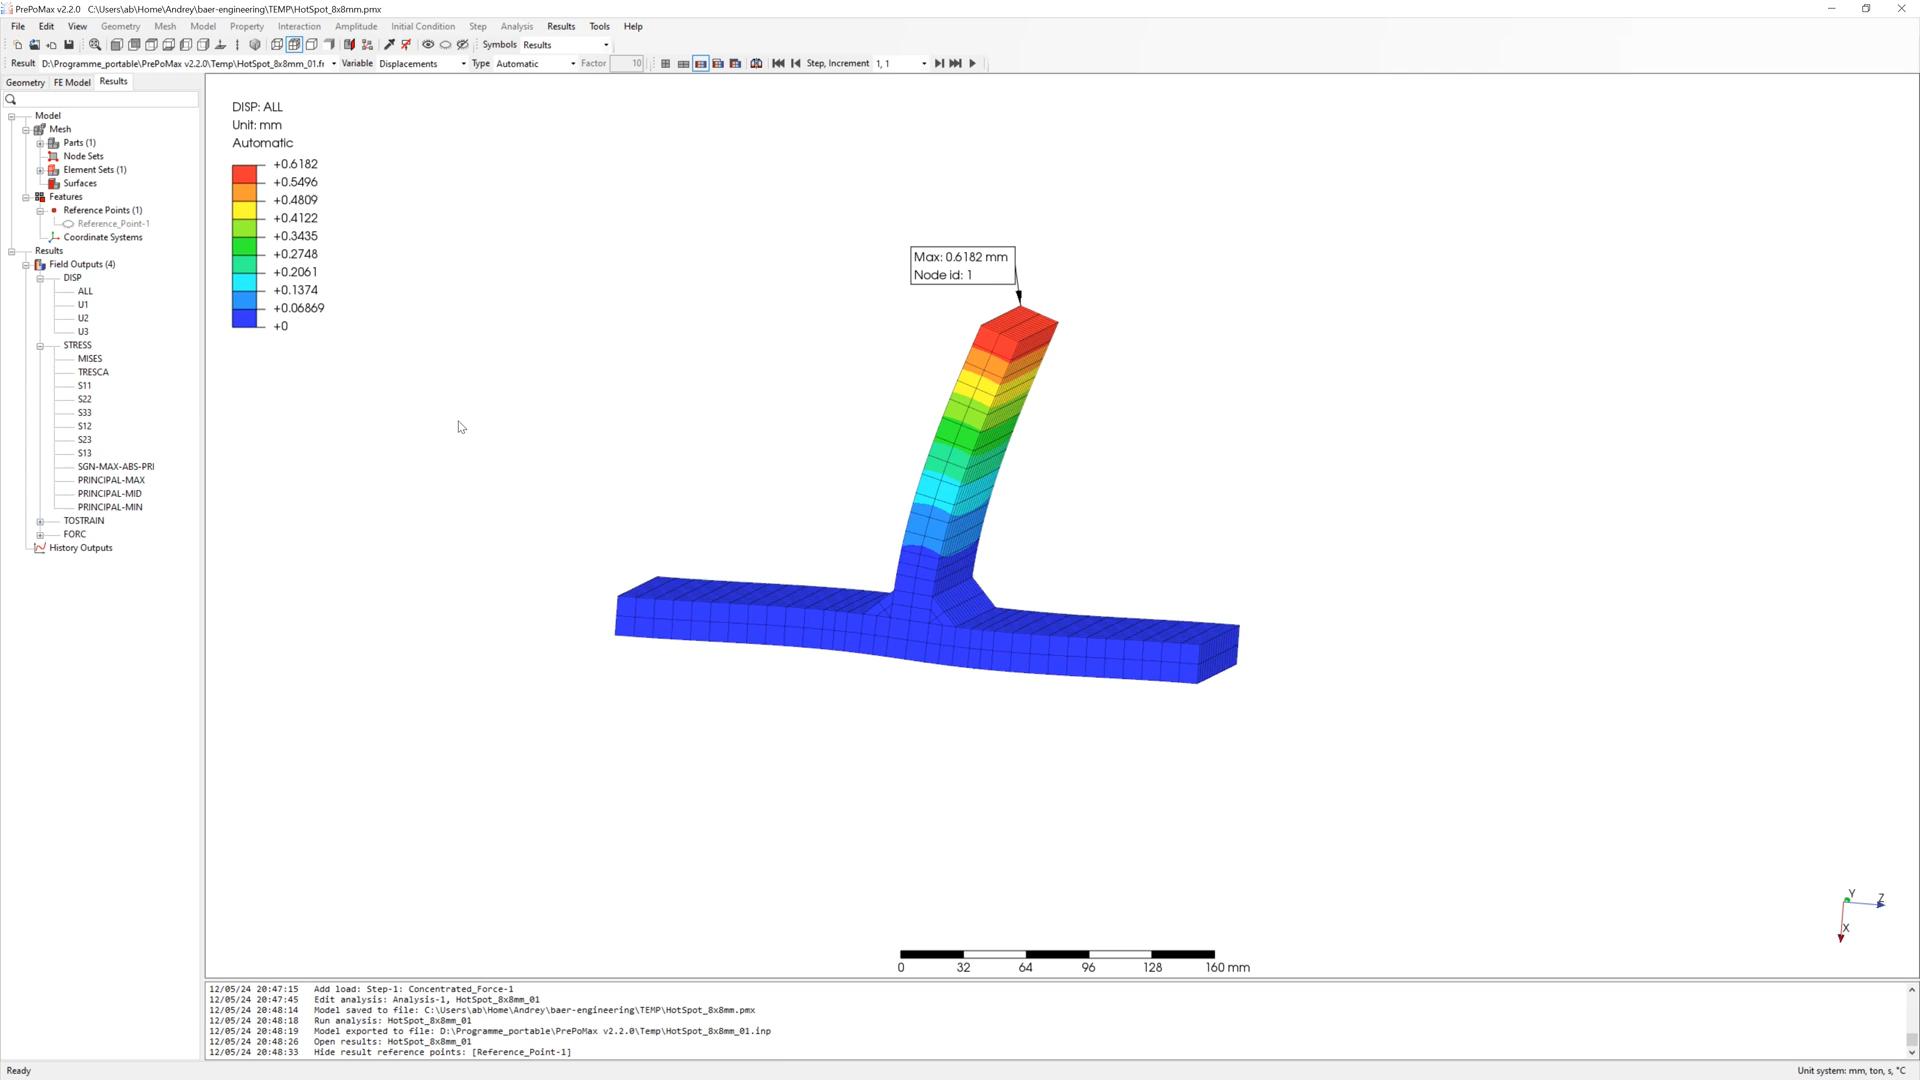 PrePoMax v2.2.0   C:\Users\ab\Home\Andrey\baer-engineering\TEMP\HotSpot_8x8mm.pmx
File Edit View Geometry Mesh Model Property Interaction Amplitude Initial Condition Step Analysis Results Tools Help
Symbols Results
Result D:\Programme_portable\PrePoMax v2.2.0\Temp\HotSpot_8x8mm_01.fr Variable Displacements Type Automatic Factor 10 Step, Increment 1, 1
Geometry FE Model Results
Model
Mesh
Parts (1)
Node Sets
Element Sets (1)
Surfaces
Features
Reference Points (1)
Reference_Point-1
Coordinate Systems
Results
Field Outputs (4)
DISP
ALL
U1
U2
U3
STRESS
MISES
TRESCA
S11
S22
S33
S12
S23
S13
SGN-MAX-ABS-PRI
PRINCIPAL-MAX
PRINCIPAL-MID
PRINCIPAL-MIN
TOSTRAIN
FORC
History Outputs
DISP: ALL
Unit: mm
Automatic
+0.6182
+0.5496
+0.4809
+0.4122
+0.3435
+0.2748
+0.2061
+0.1374
+0.06869
+0
Max: 0.6182 mm
Node id: 1
Y
Z
X
0 32 64 96 128 160 mm
12/05/24 20:47:15 Add load: Step-1: Concentrated_Force-1
12/05/24 20:47:45 Edit analysis: Analysis-1, HotSpot_8x8mm_01
12/05/24 20:48:14 Model saved to file: C:\Users\ab\Home\Andrey\baer-engineering\TEMP\HotSpot_8x8mm.pmx
12/05/24 20:48:18 Run analysis: HotSpot_8x8mm_01
12/05/24 20:48:19 Model exported to file: D:\Programme_portable\PrePoMax v2.2.0\Temp\HotSpot_8x8mm_01.inp
12/05/24 20:48:26 Open results: HotSpot_8x8mm_01
12/05/24 20:48:33 Hide result reference points: [Reference_Point-1]
Ready
Unit system: mm, ton, s, °C